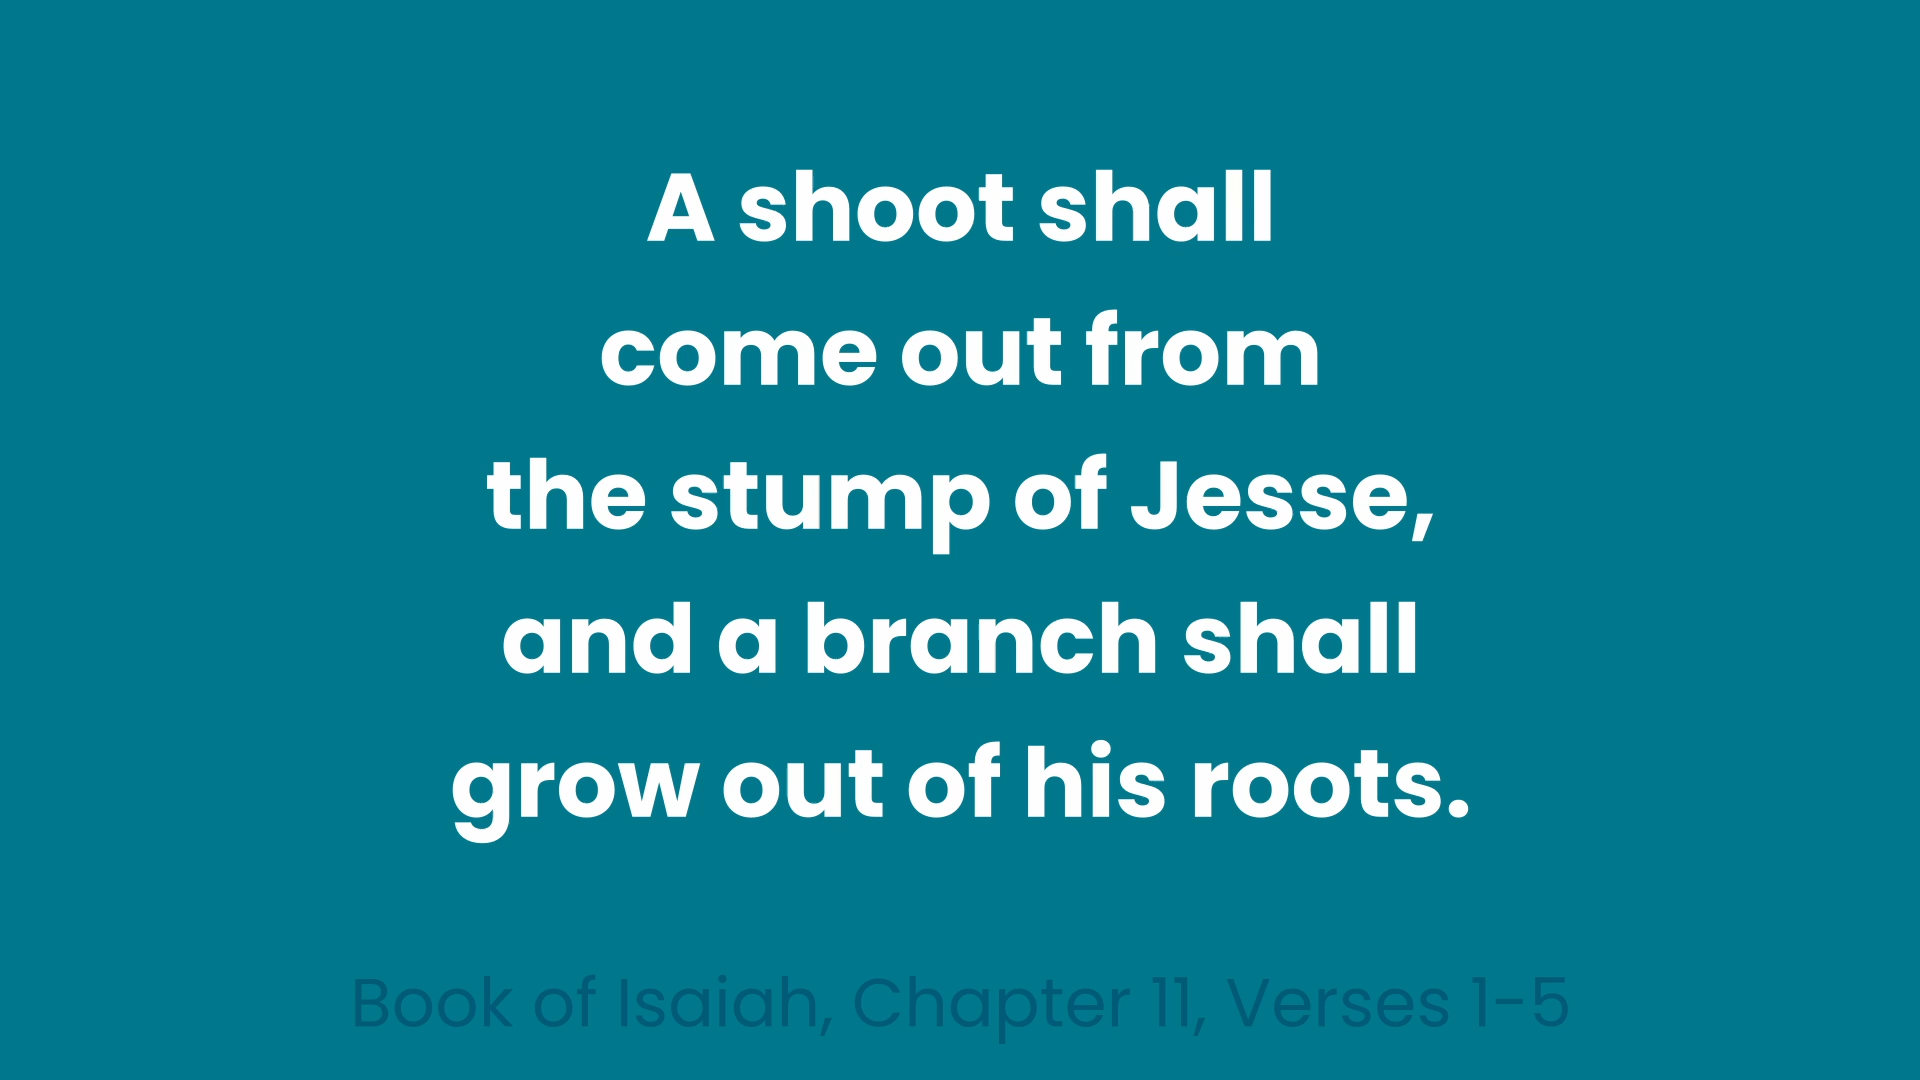 A shoot shall
come out from
the stump of Jesse,
and a branch shall
grow out of his roots.
Book of Isaiah, Chapter 11, Verses 1-5